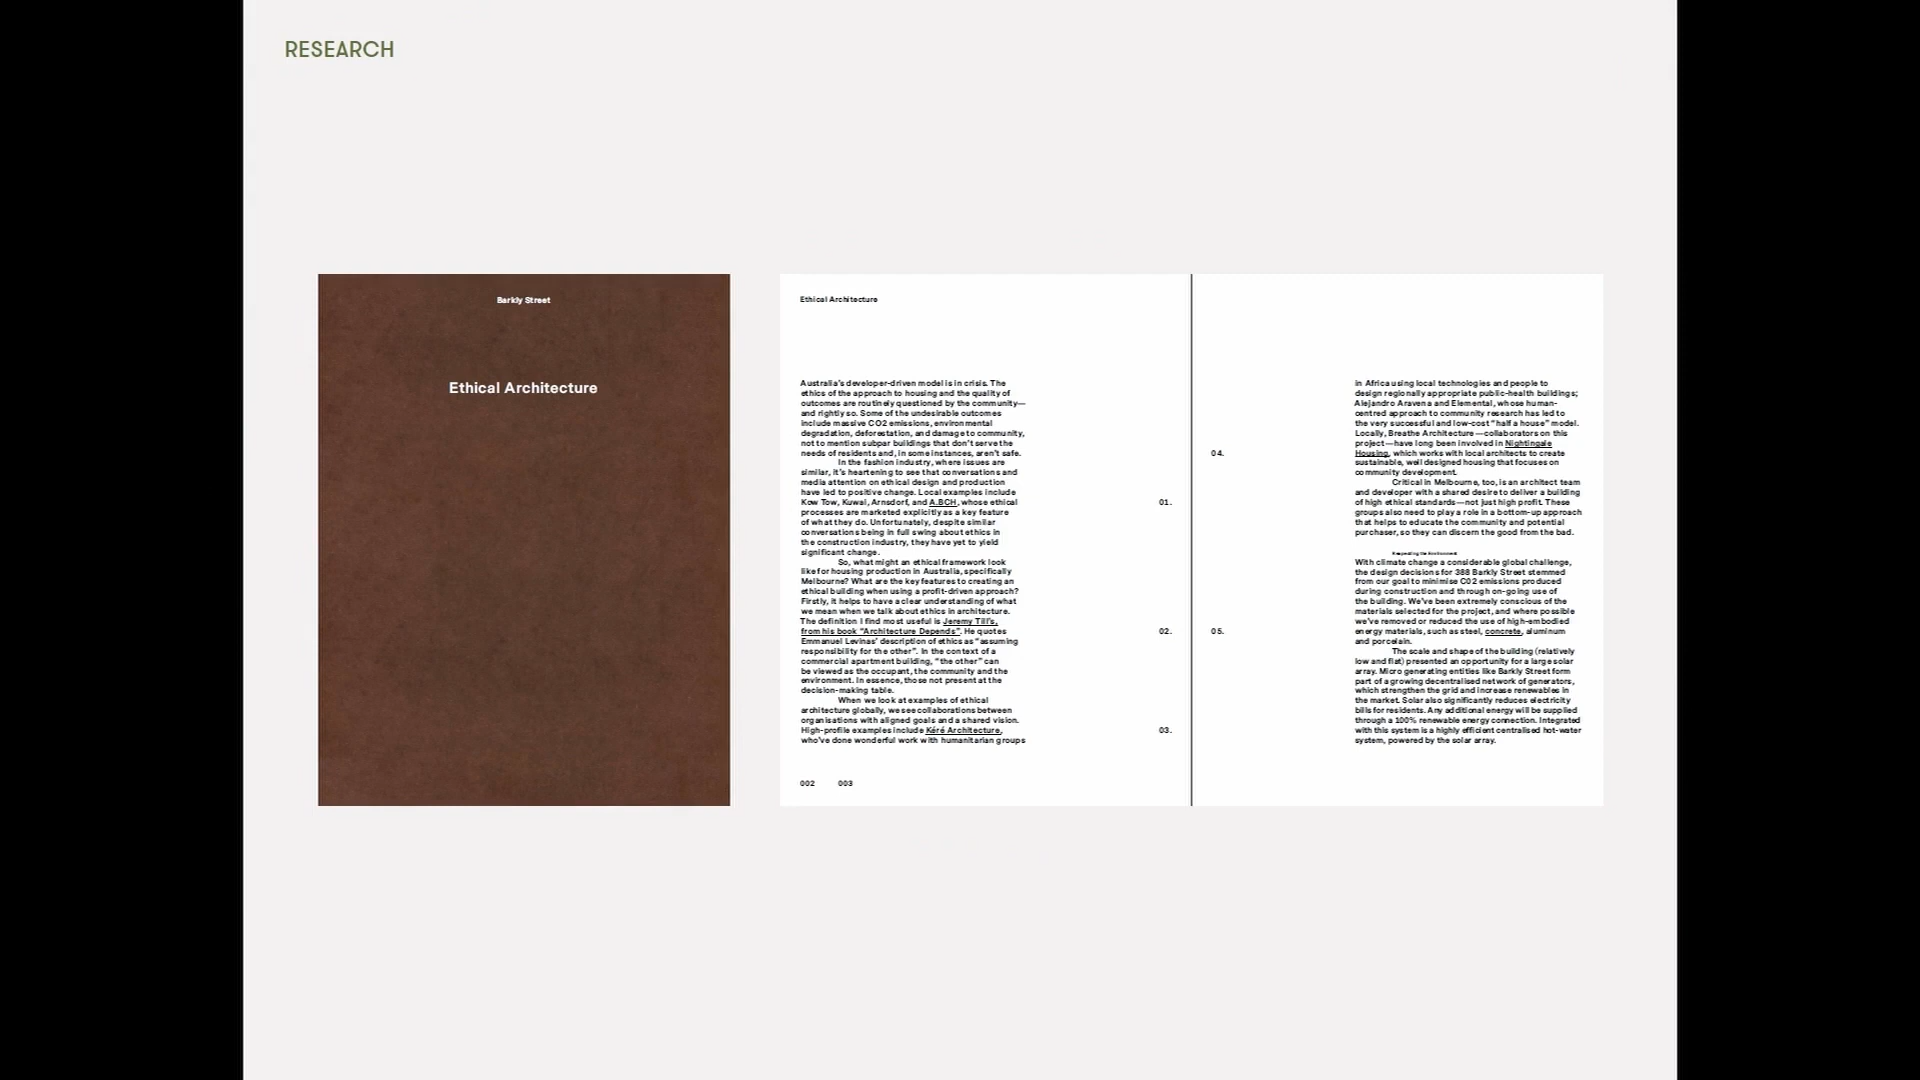 RESEARCH
Barkly Street
Ethical Architecture
Ethical Architecture
Australia's developer-driven model is in crisis. The
ethics of the approach to housing and the quality of
outcomes are routinely questioned by the community—
and rightly so. Some of the undesirable outcomes
include massive CO2 emissions, environmental
degradation, deforestation, and damage to community,
not to mention subpar buildings that don't serve the
needs of residents and, in some instances, aren't safe.
In the fashion industry, where issues are
similar, it's heartening to see that conversations and
media attention on ethical design and production
have led to positive change. Local examples include
Kow Tow, Kuwaii, Arnsdorf, and A.BCH, whose ethical
processes are marketed explicitly as a key feature
of what they do. Unfortunately, despite similar
conversations being in full swing about ethics in
the construction industry, they have yet to yield
significant change.
So, what might an ethical framework look
like for housing production in Australia, specifically
Melbourne? What are the key features to creating an
ethical building when using a profit-driven approach?
Firstly, it helps to have a clear understanding of what
we mean when we talk about ethics in architecture.
The definition I find most useful is Jeremy Till's,
from his book "Architecture Depends". He quotes
Emmanuel Levinas' description of ethics as "assuming
responsibility for the other". In the context of a
commercial apartment building, "the other" can
be viewed as the occupant, the community and the
environment. In essence, those not present at the
decision-making table.
When we look at examples of ethical
architecture globally, we see collaborations between
organisations with aligned goals and a shared vision.
High-profile examples include Kéré Architecture,
who've done wonderful work with humanitarian groups
01.
02.
03.
002 003
04.
05.
in Africa using local technologies and people to
design regionally appropriate public-health buildings;
Alejandro Aravena and Elemental, whose human-
centred approach to community research has led to
the very successful and low-cost "half a house" model.
Locally, Breathe Architecture—collaborators on this
project—have long been involved in Nightingale
Housing, which works with local architects to create
sustainable, well designed housing that focuses on
community development.
Critical in Melbourne, too, is an architect team
and developer with a shared desire to deliver a building
of high ethical standards—not just high profit. These
groups also need to play a role in a bottom-up approach
that helps to educate the community and potential
purchaser, so they can discern the good from the bad.
Respecting the Environment
With climate change a considerable global challenge,
the design decisions for 388 Barkly Street stemmed
from our goal to minimise CO2 emissions produced
during construction and through on-going use of
the building. We've been extremely conscious of the
materials selected for the project, and where possible
we've removed or reduced the use of high-embodied
energy materials, such as steel, concrete, aluminum
and porcelain.
The scale and shape of the building (relatively
low and flat) presented an opportunity for a large solar
array. Micro generating entities like Barkly Street form
part of a growing decentralised network of generators,
which strengthen the grid and increase renewables in
the market. Solar also significantly reduces electricity
bills for residents. Any additional energy will be supplied
through a 100% renewable energy connection. Integrated
with this system is a highly efficient centralised hot-water
system, powered by the solar array.